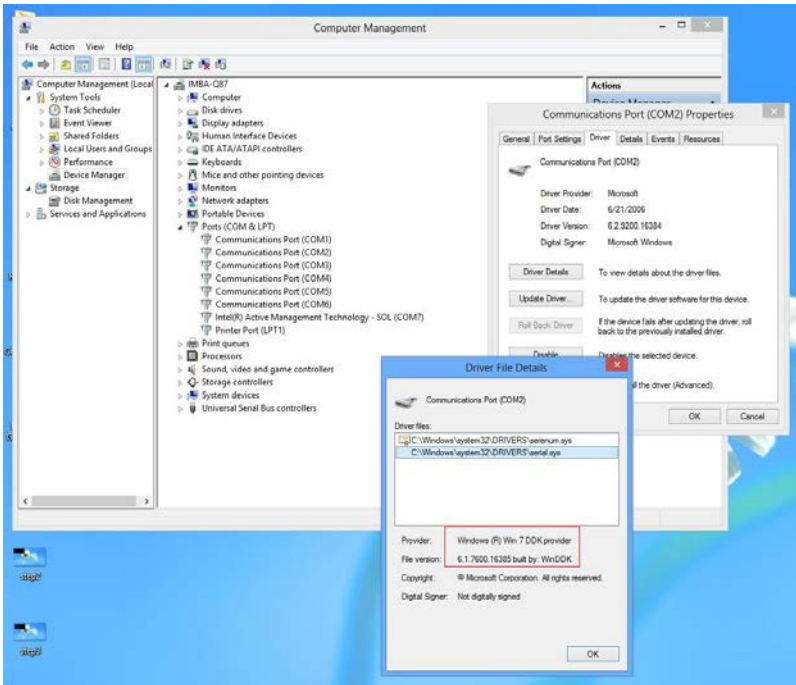 Computer Management
File Action View Help
Computer Management (Local
System Tools
Task Scheduler
Event Viewer
Shared Folders
Local Users and Groups
Performance
Device Manager
Storage
Disk Management
Services and Applications
IMBA-Q87
Computer
Disk drives
Display adapters
Human Interface Devices
IDE ATA/ATAPI controllers
Keyboards
Mice and other pointing devices
Monitors
Network adapters
Portable Devices
Ports (COM & LPT)
Communications Port (COM1)
Communications Port (COM2)
Communications Port (COM3)
Communications Port (COM4)
Communications Port (COM5)
Communications Port (COM6)
Intel(R) Active Management Technology - SOL (COM7)
Printer Port (LPT1)
Print queues
Processors
Sound, video and game controllers
Storage controllers
System devices
Universal Serial Bus controllers
Actions
Device Manager
Communications Port (COM2) Properties
General Port Settings Driver Details Events Resources
Communications Port (COM2)
Driver Provider: Microsoft
Driver Date: 6/21/2006
Driver Version: 6.2.9200.16384
Digital Signer: Microsoft Windows
Driver Details To view details about the driver files.
Update Driver... To update the driver software for this device.
Roll Back Driver If the device fails after updating the driver, roll
back to the previously installed driver.
Disable Disables the selected device.
the driver (Advanced).
OK Cancel
Driver File Details
Communications Port (COM2)
Driver files:
C:\Windows\system32\DRIVERS\serenum.sys
C:\Windows\system32\DRIVERS\serial.sys
Provider: Windows (R) Win 7 DDK provider
File version: 6.1.7600.16385 built by: WinDDK
Copyright: © Microsoft Corporation. All rights reserved.
Digital Signer: Not digitally signed
OK
step2
step3